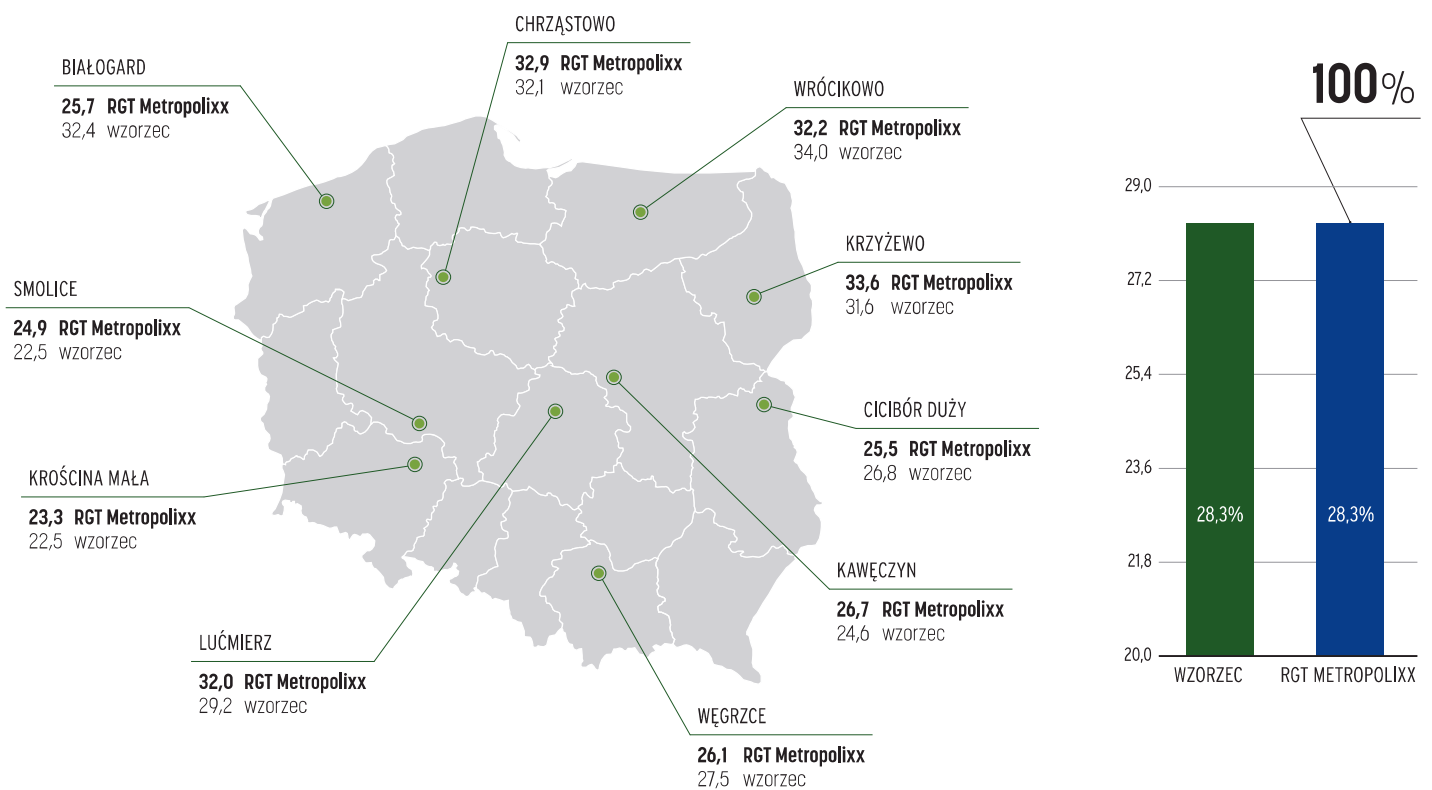 CHRZĄSTOWO
32,9 RGT Metropolixx
32,1 wzorzec
BIAŁOGARD
25,7 RGT Metropolixx
32,4 wzorzec
WRÓCIKOWO
32,2 RGT Metropolixx
34,0 wzorzec
KRZYŻEWO
33,6 RGT Metropolixx
31,6 wzorzec
SMOLICE
24,9 RGT Metropolixx
22,5 wzorzec
CICIBÓR DUŻY
25,5 RGT Metropolixx
26,8 wzorzec
KROŚCINA MAŁA
23,3 RGT Metropolixx
22,5 wzorzec
KAWĘCZYN
26,7 RGT Metropolixx
24,6 wzorzec
LUĆMIERZ
32,0 RGT Metropolixx
29,2 wzorzec
WĘGRZCE
26,1 RGT Metropolixx
27,5 wzorzec
100%
29,0
27,2
25,4
23,6
21,8
20,0
28,3%
28,3%
WZORZEC
RGT METROPOLIXX